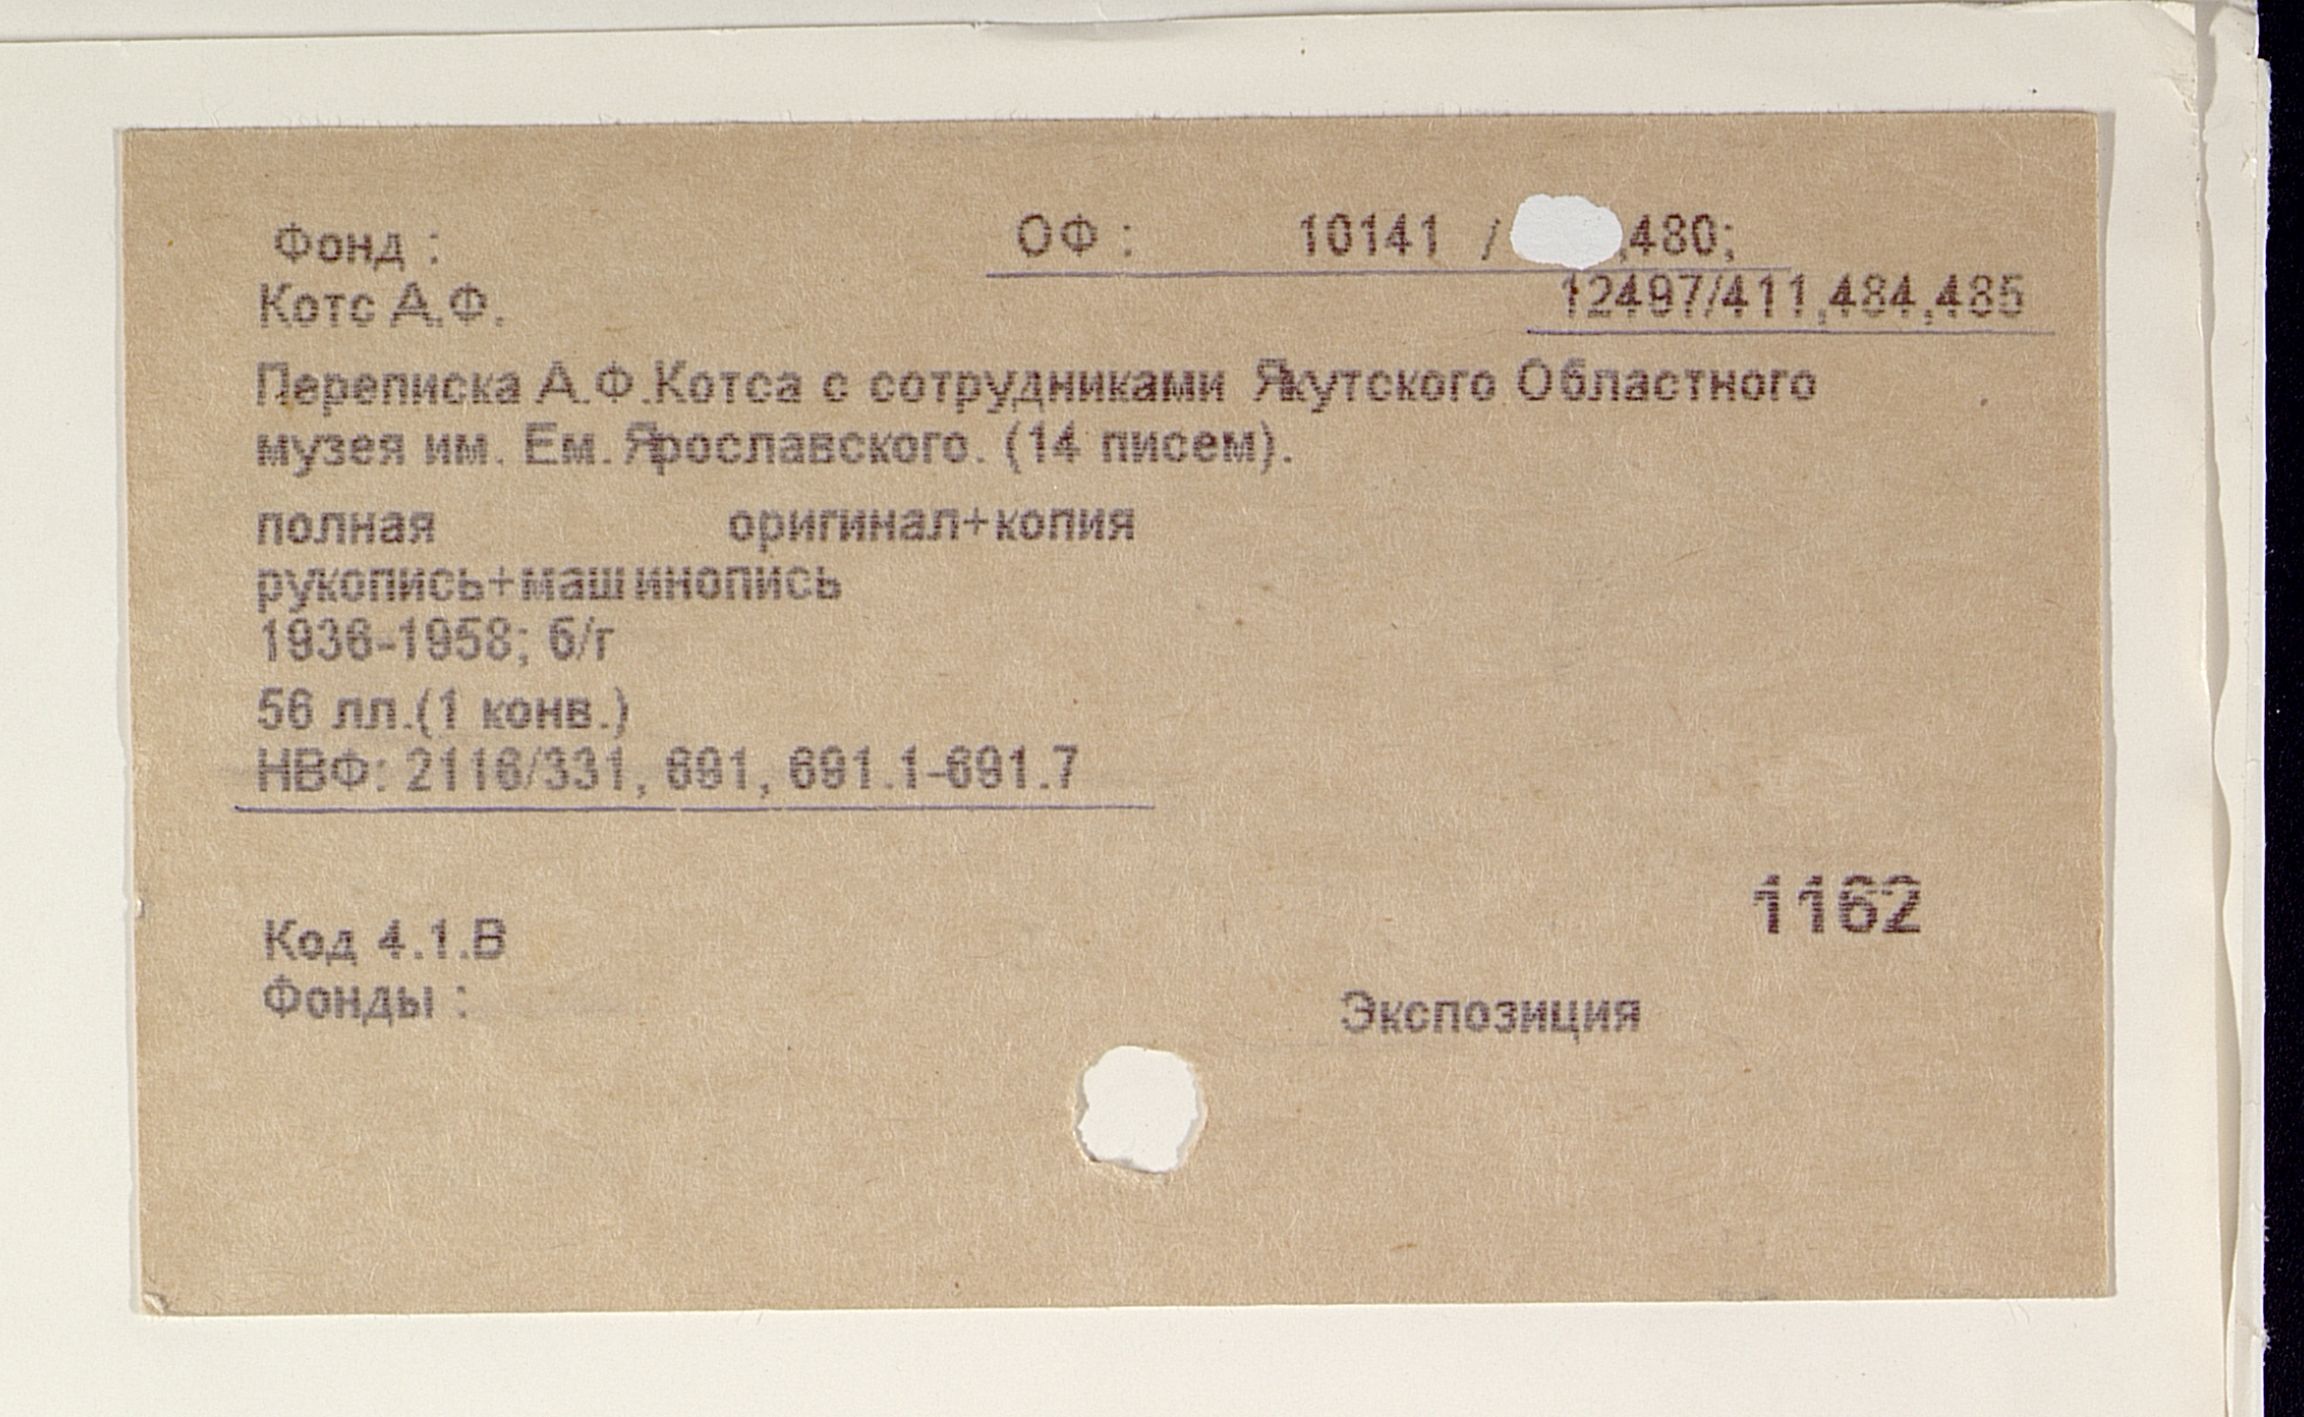 Фонд : ОФ : 10141 / ,480;
Котс А.Ф. 12497/411,484,485
Переписка А.Ф.Котса с сотрудниками Якутского Областного
музея им. Ем. Ярославского. (14 писем).
полная оригинал+копия
рукопись+машинопись
1936-1958; б/г
56 лл.(1 конв.)
НВФ: 2116/331, 691, 691.1-691.7
1162
Код 4.1.В
Фонды : Экспозиция